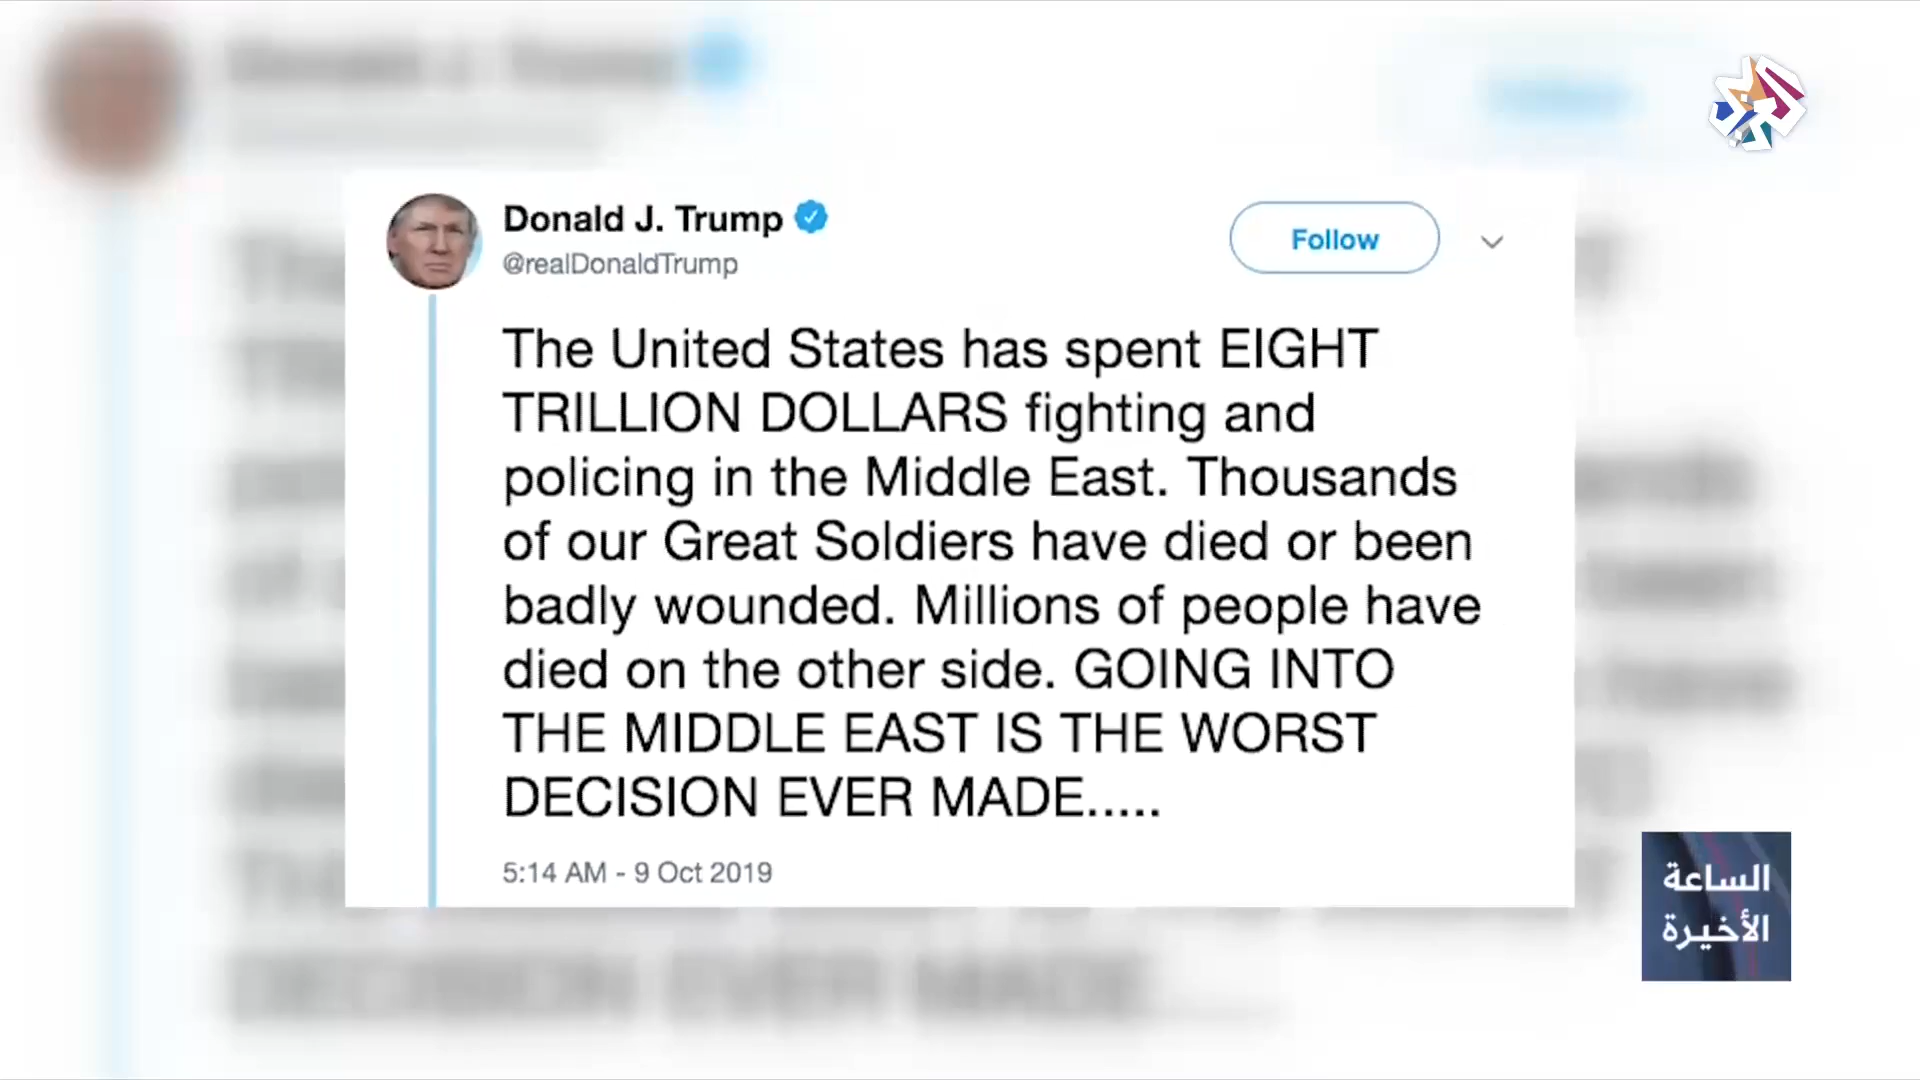 Donald J. Trump
@realDonaldTrump
Follow
The United States has spent EIGHT
TRILLION DOLLARS fighting and
policing in the Middle East. Thousands
of our Great Soldiers have died or been
badly wounded. Millions of people have
died on the other side. GOING INTO
THE MIDDLE EAST IS THE WORST
DECISION EVER MADE.....
5:14 AM - 9 Oct 2019
الساعة
الأخيرة